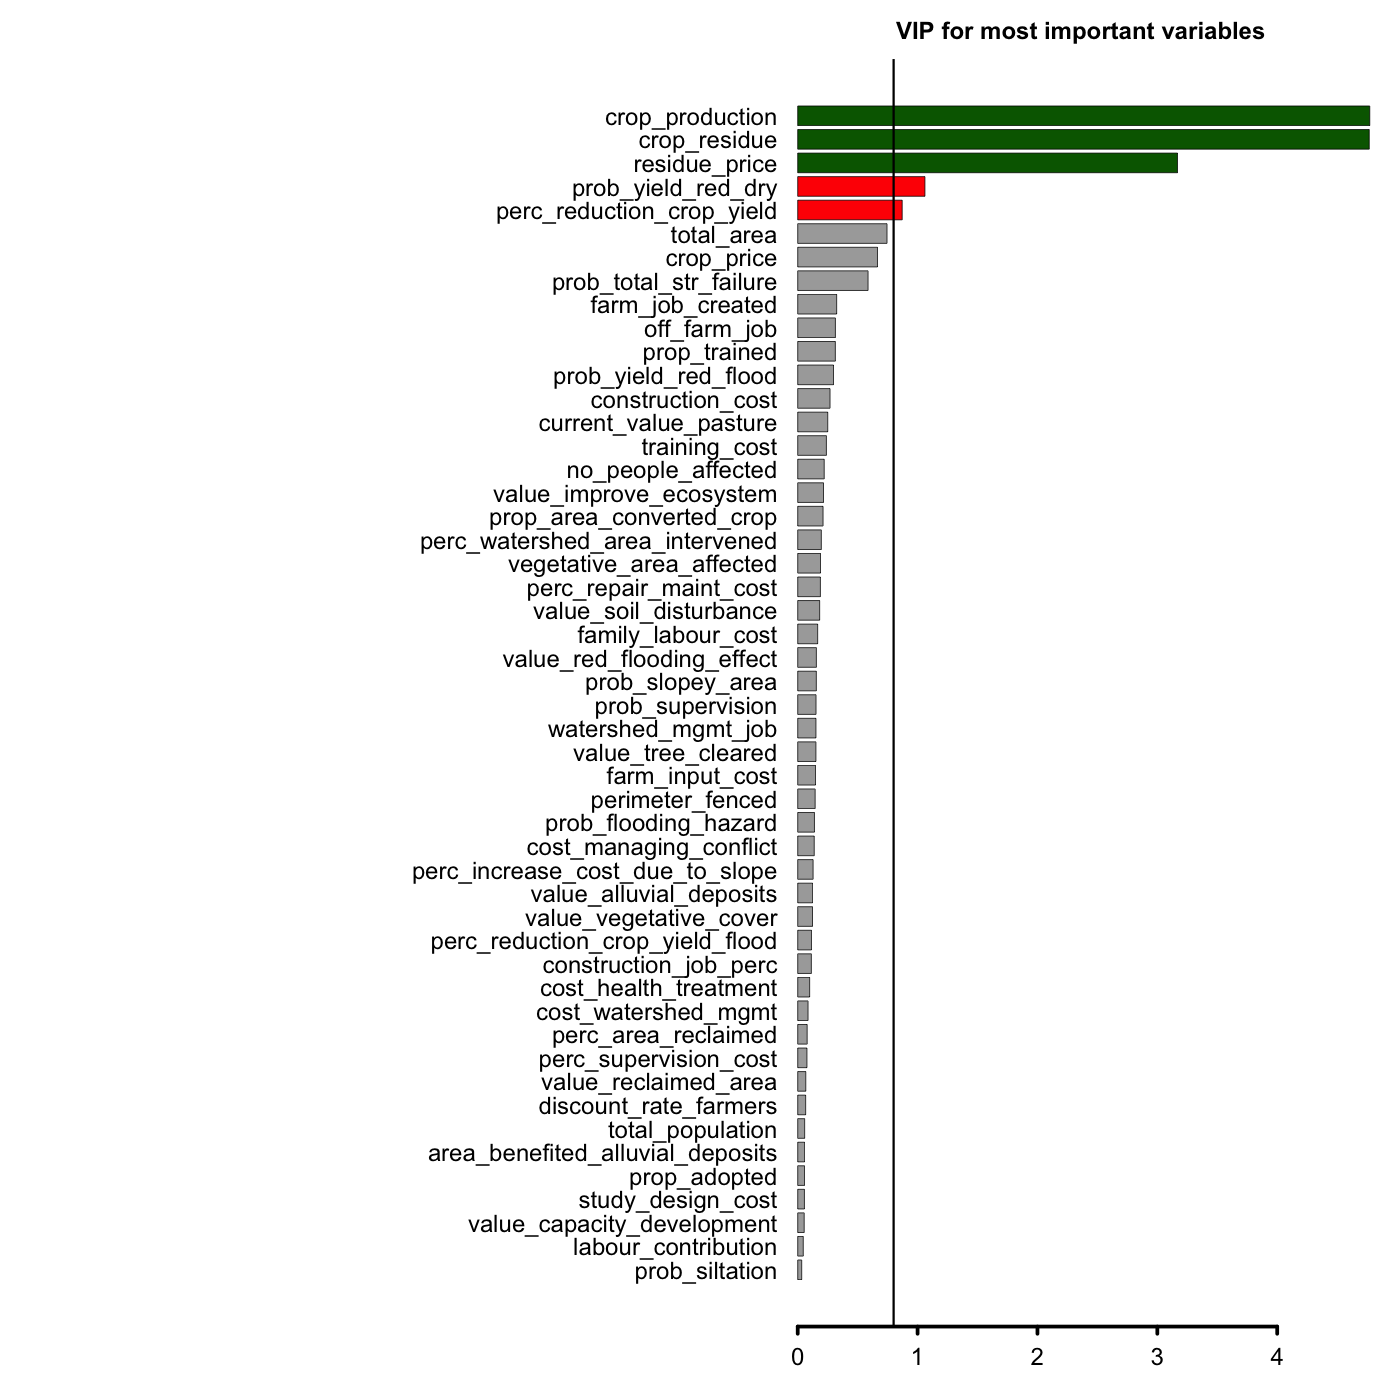 VIP for most important variables
crop_production
crop_residue
residue_price
prob_yield_red_dry
perc_reduction_crop_yield
total_area
crop_price
prob_total_str_failure
farm_job_created
off_farm_job
prop_trained
prob_yield_red_flood
construction_cost
current_value_pasture
training_cost
no_people_affected
value_improve_ecosystem
prop_area_converted_crop
perc_watershed_area_intervened
vegetative_area_affected
perc_repair_maint_cost
value_soil_disturbance
family_labour_cost
value_red_flooding_effect
prob_slopey_area
prob_supervision
watershed_mgmt_job
value_tree_cleared
farm_input_cost
perimeter_fenced
prob_flooding_hazard
cost_managing_conflict
perc_increase_cost_due_to_slope
value_alluvial_deposits
value_vegetative_cover
perc_reduction_crop_yield_flood
construction_job_perc
cost_health_treatment
cost_watershed_mgmt
perc_area_reclaimed
perc_supervision_cost
value_reclaimed_area
discount_rate_farmers
total_population
area_benefited_alluvial_deposits
prop_adopted
study_design_cost
value_capacity_development
labour_contribution
prob_siltation
0 1 2 3 4